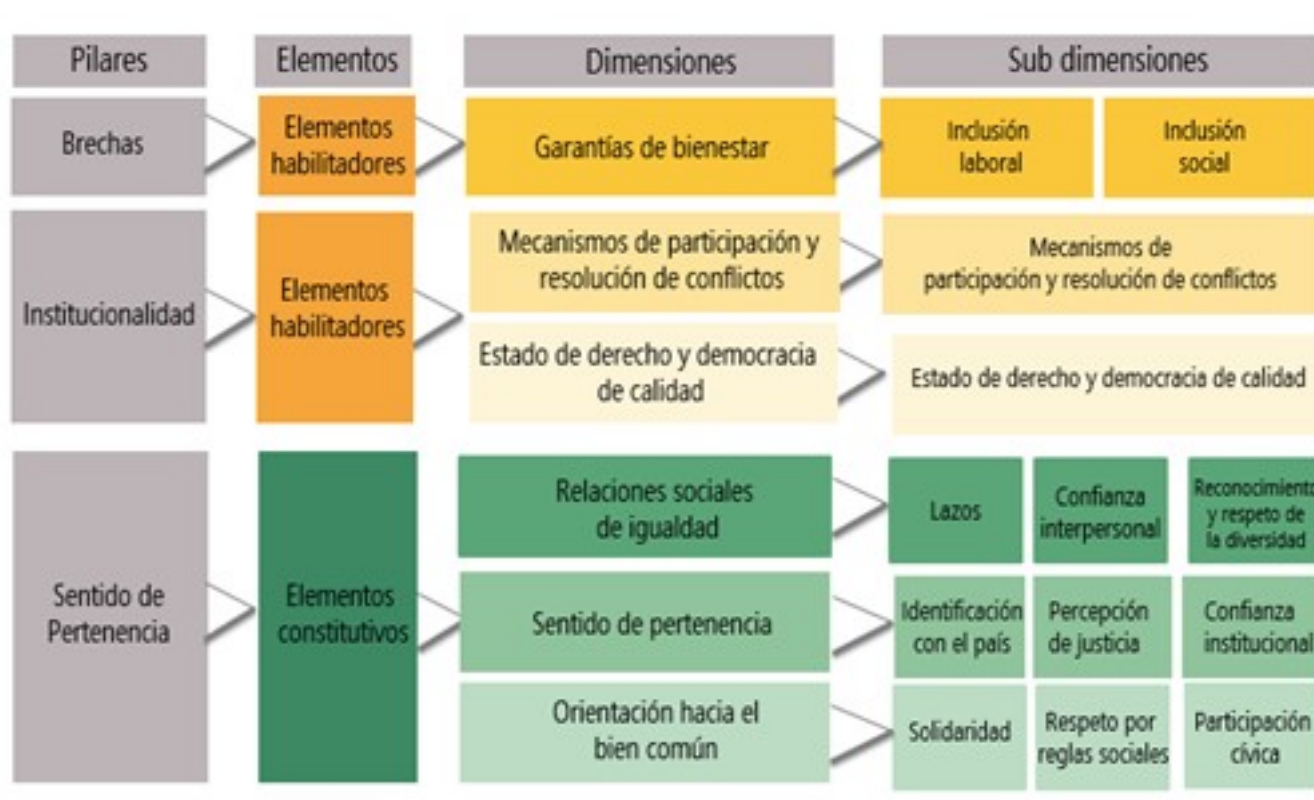 Pilares
Elementos
Dimensiones
Sub dimensiones
Brechas
Elementos
habilitadores
Garantías de bienestar
Inclusión
laboral
Inclusión
social
Institucionalidad
Elementos
habilitadores
Mecanismos de participación y
resolución de conflictos
Mecanismos de
participación y resolución de conflictos
Estado de derecho y democracia
de calidad
Estado de derecho y democracia de calidad
Sentido de
Pertenencia
Elementos
constitutivos
Relaciones sociales
de igualdad
Lazos
Confianza
interpersonal
Reconocimiento
y respeto de
la diversidad
Sentido de pertenencia
Identificación
con el país
Percepción
de justicia
Confianza
institucional
Orientación hacia el
bien común
Solidaridad
Respeto por
reglas sociales
Participación
cívica